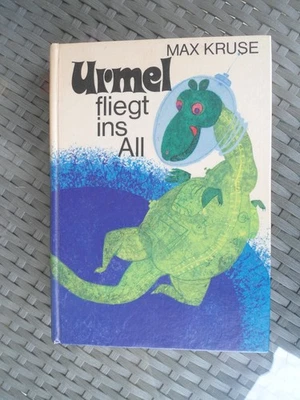 MAX KRUSE
Urmel
fliegt
ins
All